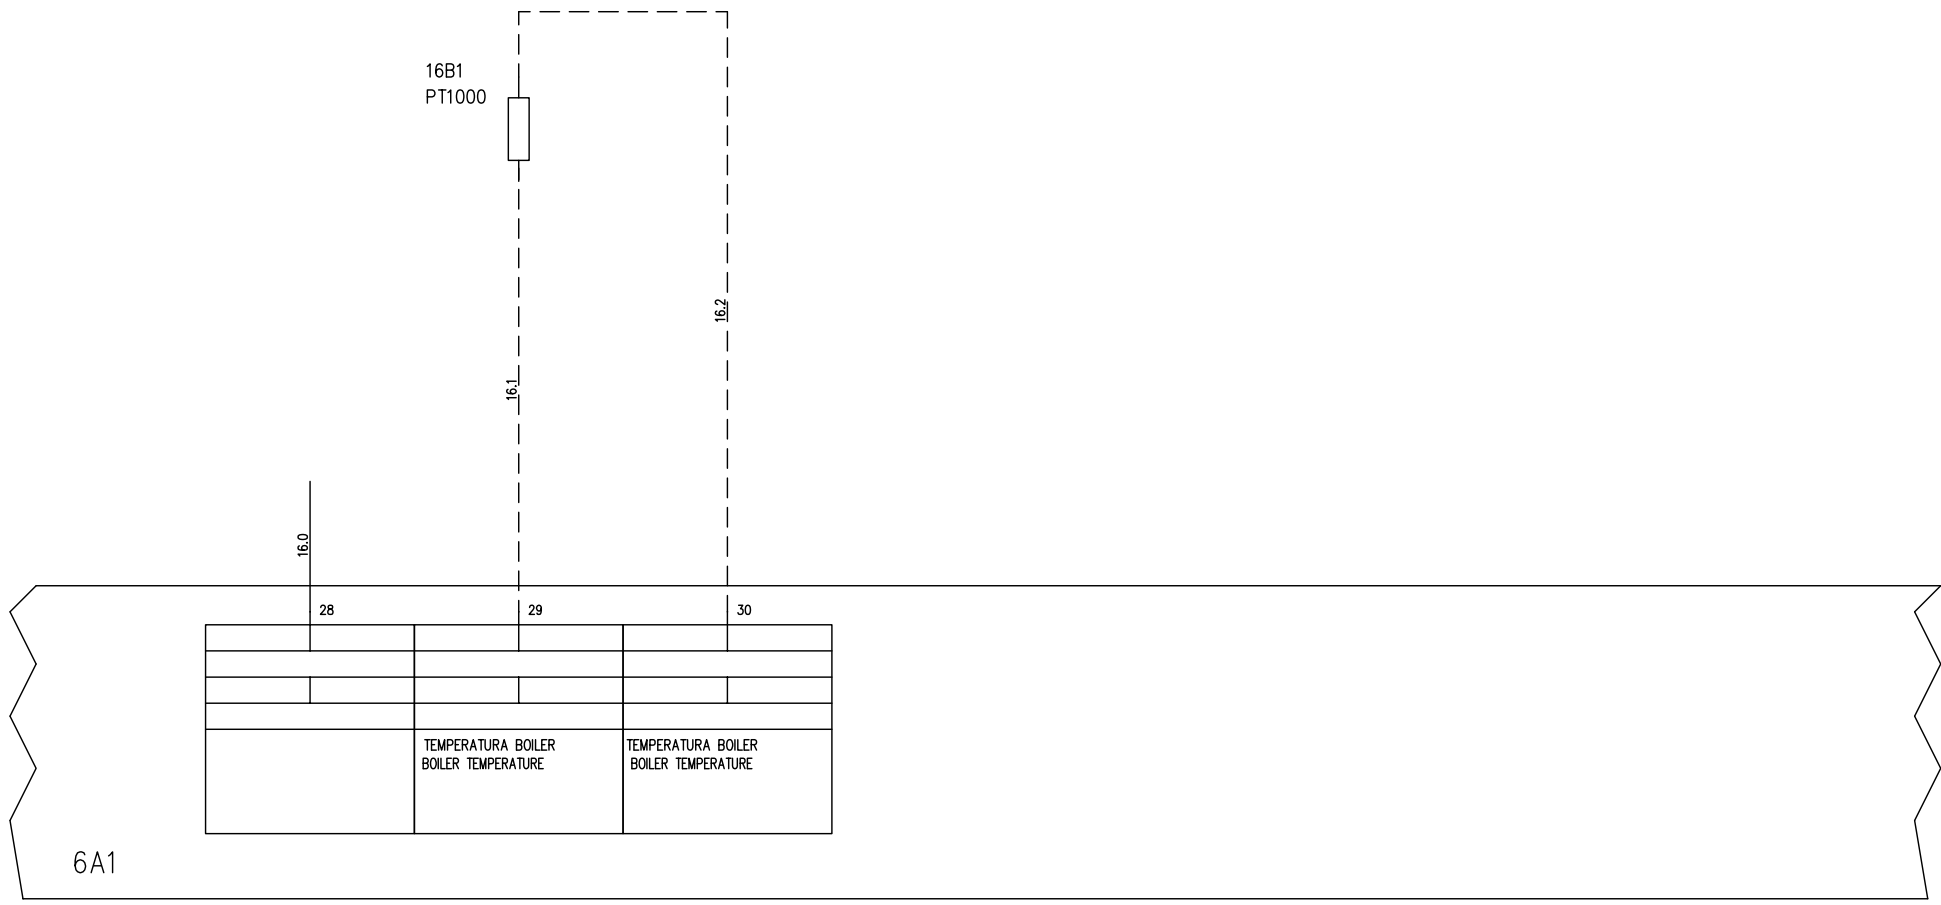 16B1
PT1000
16.2
16.1
16.0
28
29
30
TEMPERATURA BOILER
BOILER TEMPERATURE
TEMPERATURA BOILER
BOILER TEMPERATURE
6A1